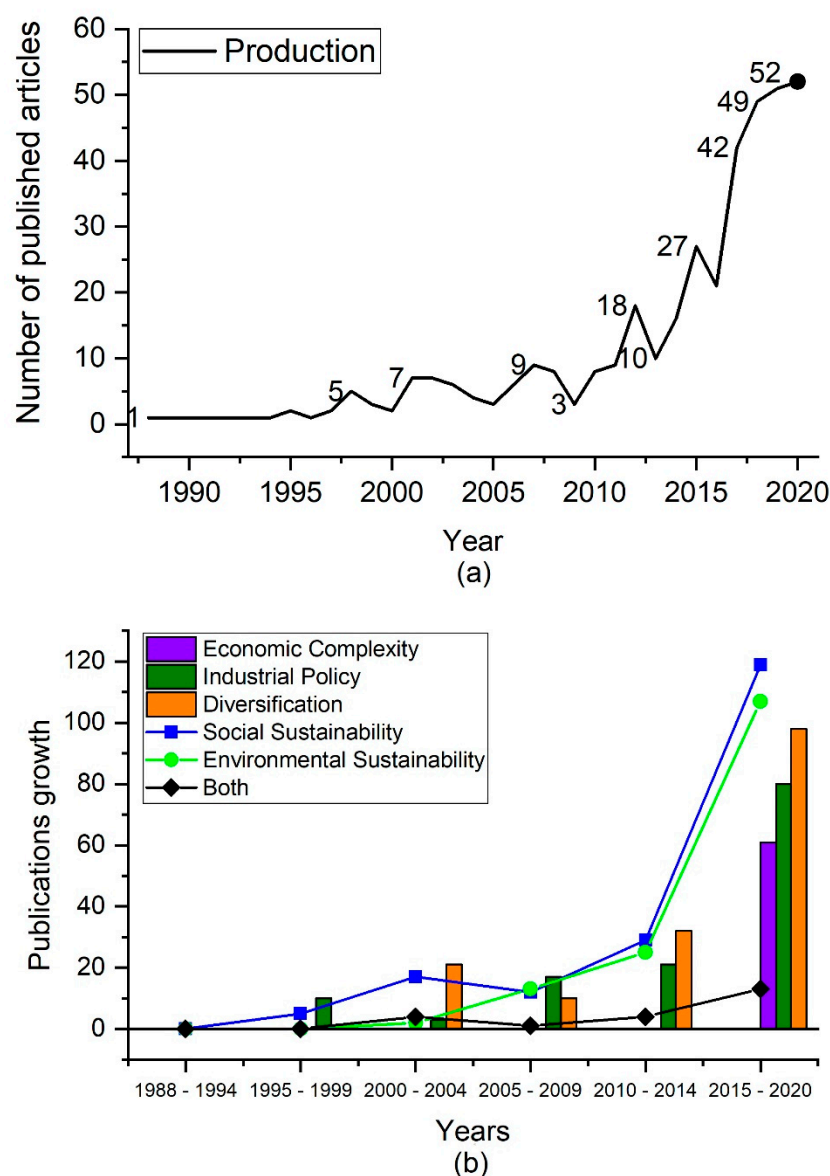 Production
Number of published articles
60
50
40
30
20
10
0
1
5
7
9
3
18
10
27
42
49
52
1990
1995
2000
2005
2010
2015
2020
Year
(a)
Economic Complexity
Industrial Policy
Diversification
Social Sustainability
Environmental Sustainability
Both
Publications growth
120
100
80
60
40
20
0
1988 - 1994
1995 - 1999
2000 - 2004
2005 - 2009
2010 - 2014
2015 - 2020
Years
(b)